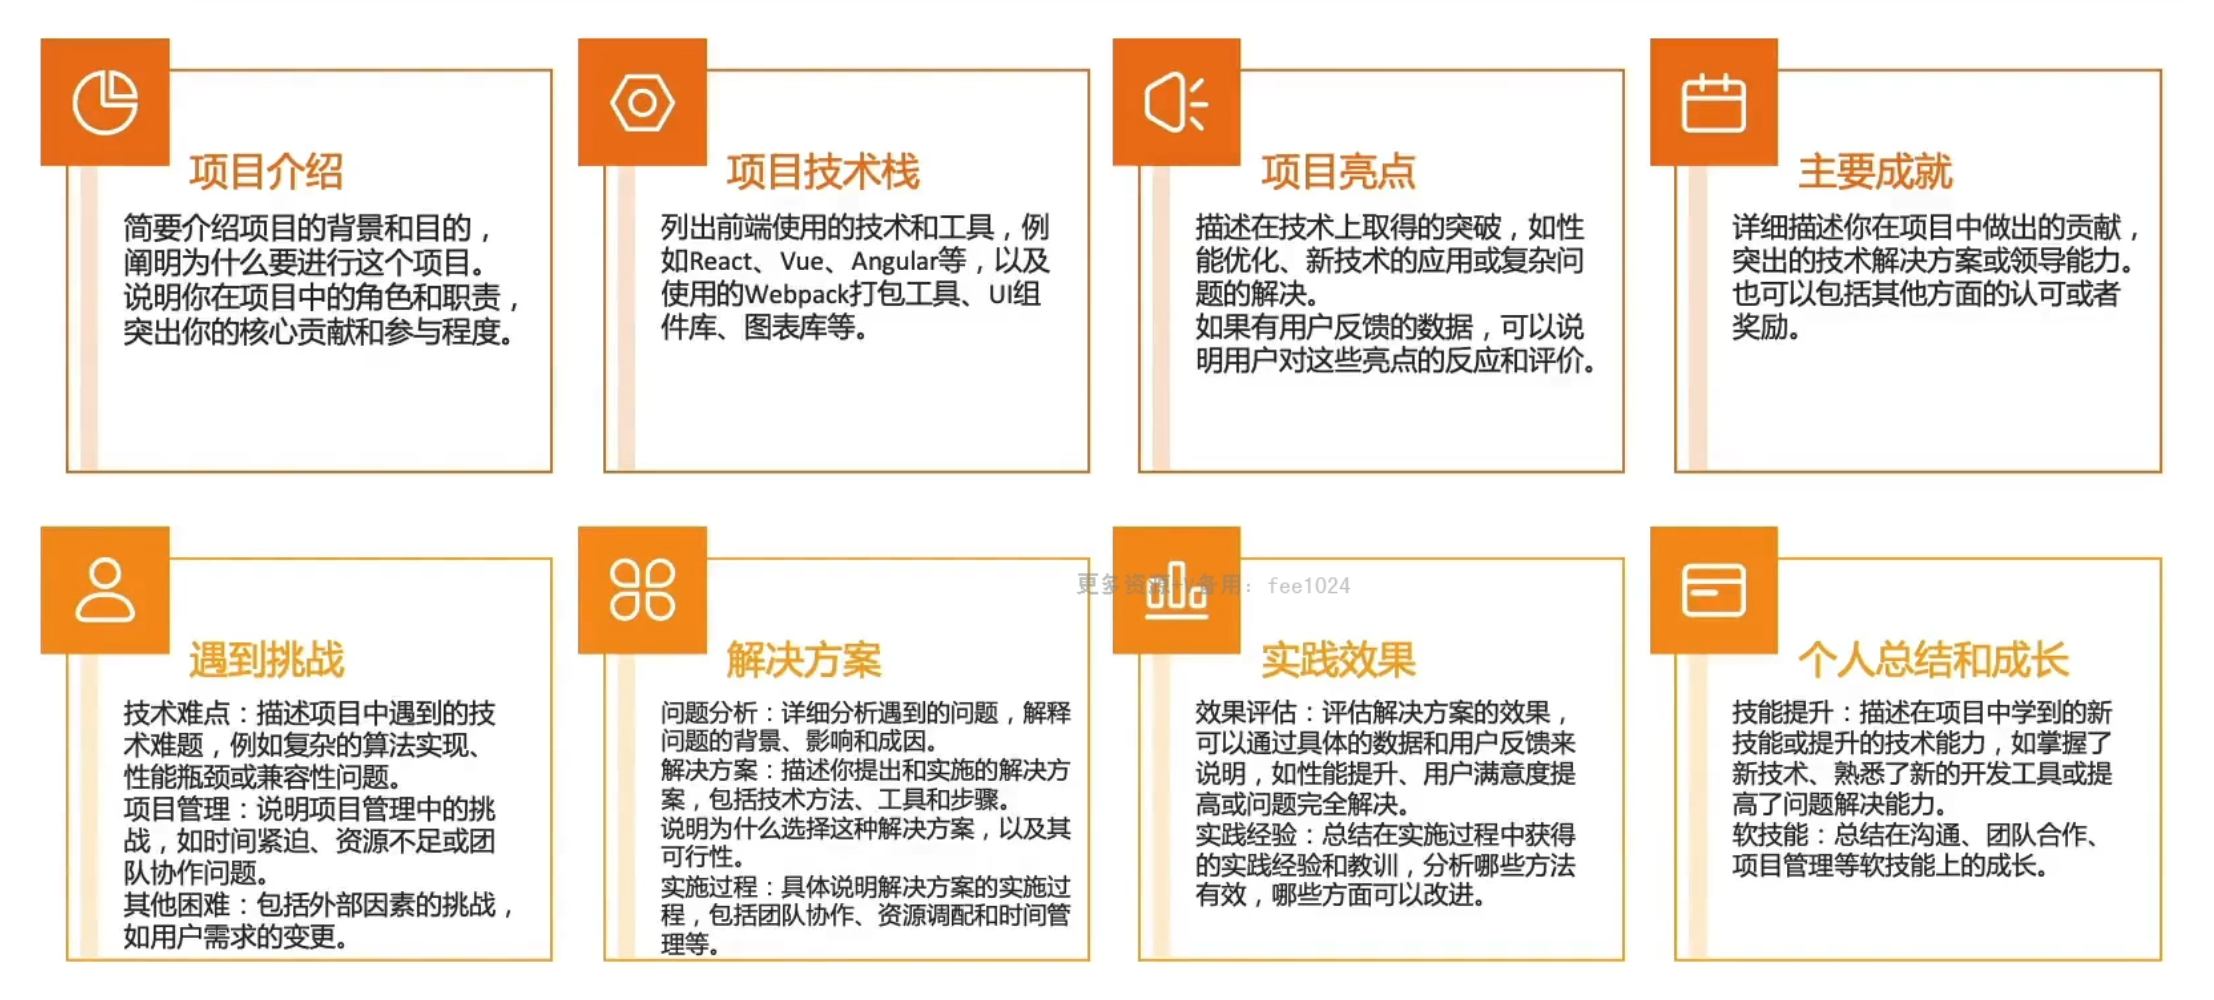 项目介绍
简要介绍项目的背景和目的，
阐明为什么要进行这个项目。
说明你在项目中的角色和职责，
突出你的核心贡献和参与程度。
项目技术栈
列出前端使用的技术和工具，例
如React、Vue、Angular等，以及
使用的Webpack打包工具、UI组
件库、图表库等。
项目亮点
描述在技术上取得的突破，如性
能优化、新技术的应用或复杂问
题的解决。
如果有用户反馈的数据，可以说
明用户对这些亮点的反应和评价。
主要成就
详细描述你在项目中做出的贡献，
突出的技术解决方案或领导能力。
也可以包括其他方面的认可或者
奖励。
遇到挑战
技术难点：描述项目中遇到的技
术难题，例如复杂的算法实现、
性能瓶颈或兼容性问题。
项目管理：说明项目管理中的挑
战，如时间紧迫、资源不足或团
队协作问题。
其他困难：包括外部因素的挑战，
如用户需求的变更。
解决方案
问题分析：详细分析遇到的问题，解释
问题的背景、影响和成因。
解决方案：描述你提出和实施的解决方
案，包括技术方法、工具和步骤。
说明为什么选择这种解决方案，以及其
可行性。
实施过程：具体说明解决方案的实施过
程，包括团队协作、资源调配和时间管
理等。
更多资源+V备用：fee1024
实践效果
效果评估：评估解决方案的效果，
可以通过具体的数据和用户反馈来
说明，如性能提升、用户满意度提
高或问题完全解决。
实践经验：总结在实施过程中获得
的实践经验和教训，分析哪些方法
有效，哪些方面可以改进。
个人总结和成长
技能提升：描述在项目中学到的新
技能或提升的技术能力，如掌握了
新技术、熟悉了新的开发工具或提
高了问题解决能力。
软技能：总结在沟通、团队合作、
项目管理等软技能上的成长。